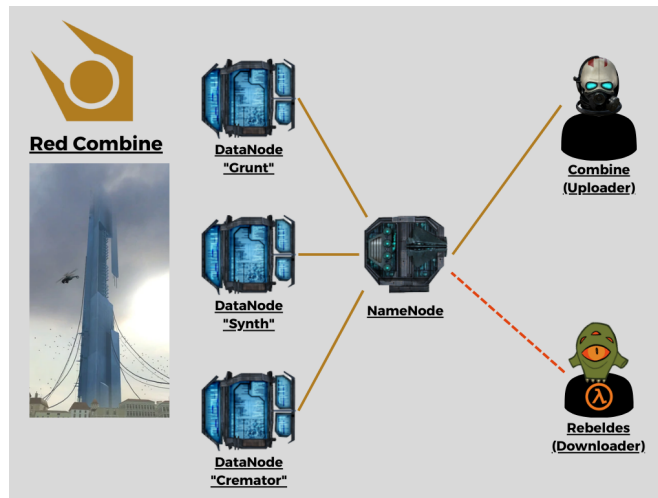 Red Combine
DataNode
"Grunt"
DataNode
"Synth"
DataNode
"Cremator"
NameNode
Combine
(Uploader)
Rebeldes
(Downloader)